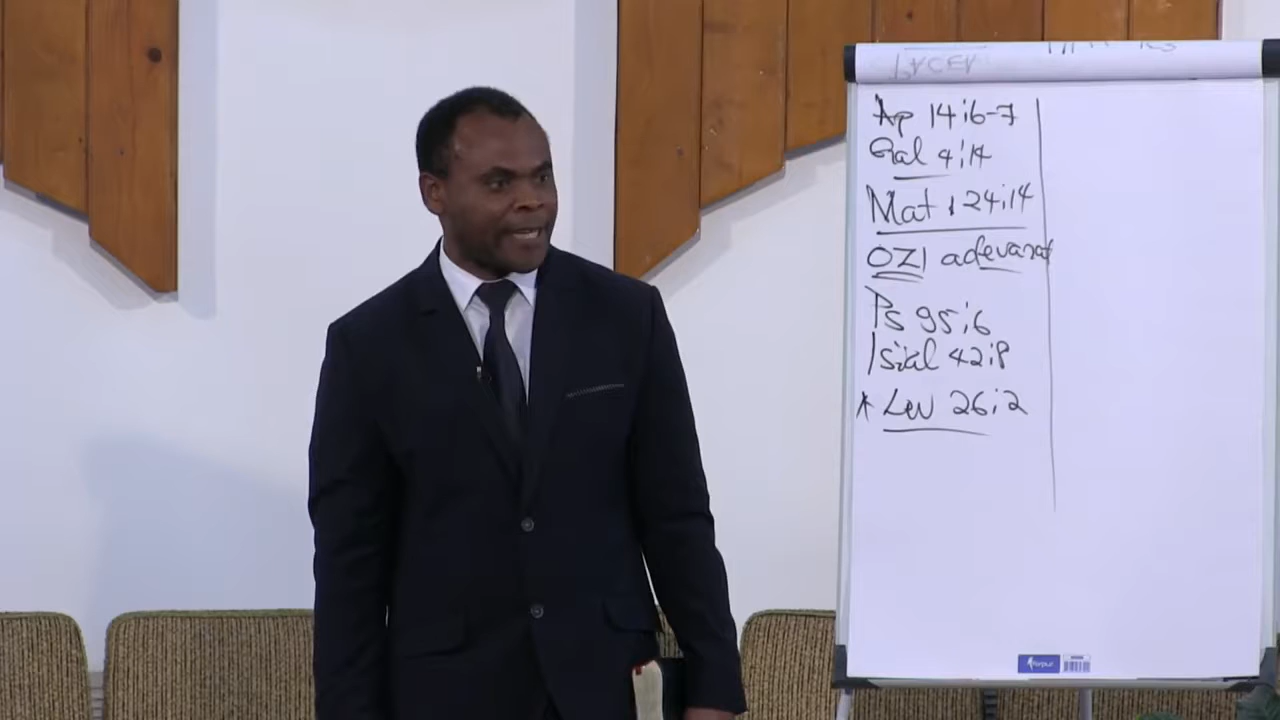 Ap 14:6-7
Gal 4:14
Mat 24:14
OZI adevarat
Ps 95:6
Isial 42:8
* Lev 26:2